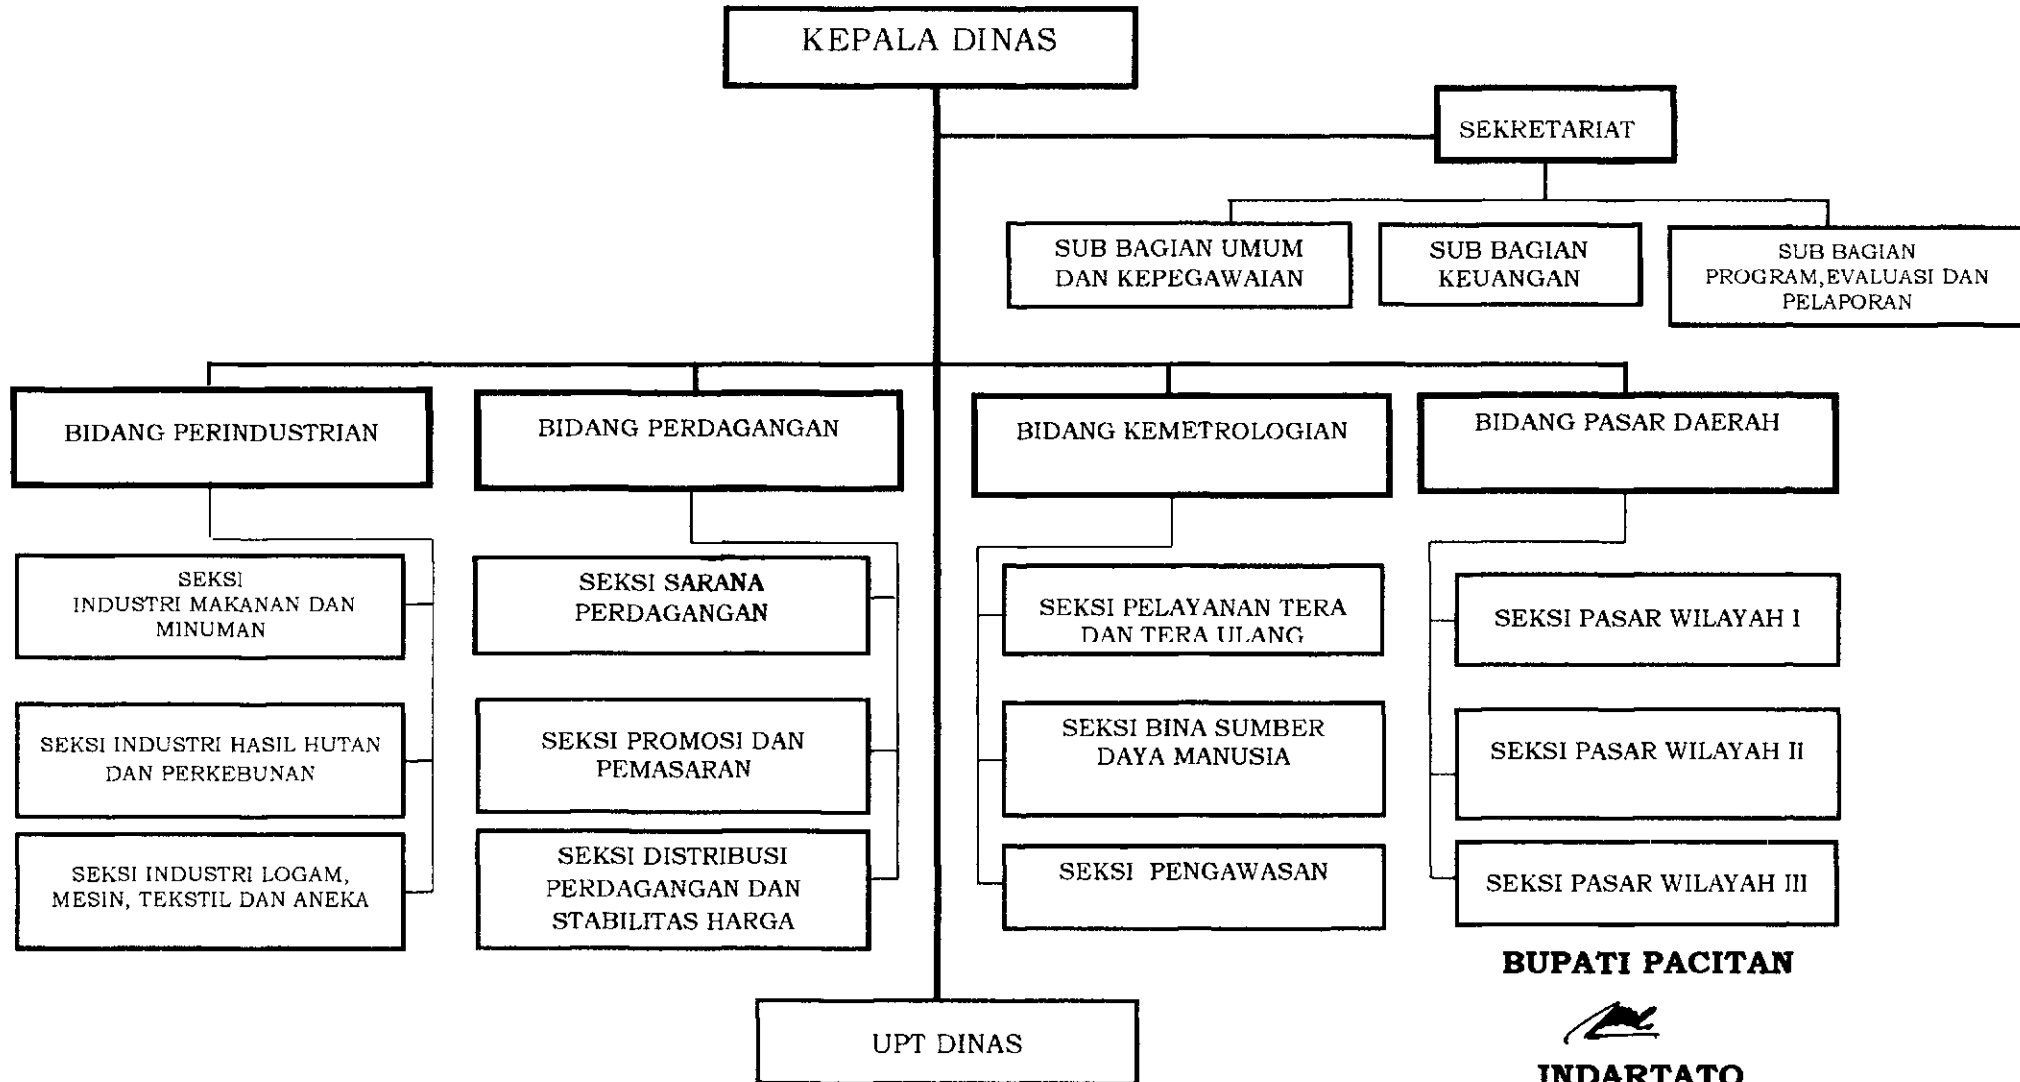 KEPALA DINAS
SEKRETARIAT
SUB BAGIAN UMUM
DAN KEPEGAWAIAN
SUB BAGIAN
KEUANGAN
SUB BAGIAN
PROGRAM,EVALUASI DAN
PELAPORAN
BIDANG PERINDUSTRIAN
BIDANG PERDAGANGAN
BIDANG KEMETROLOGIAN
BIDANG PASAR DAERAH
SEKSI
INDUSTRI MAKANAN DAN
MINUMAN
SEKSI SARANA
PERDAGANGAN
SEKSI PELAYANAN TERA
DAN TERA ULANG
SEKSI PASAR WILAYAH I
SEKSI INDUSTRI HASIL HUTAN
DAN PERKEBUNAN
SEKSI PROMOSI DAN
PEMASARAN
SEKSI BINA SUMBER
DAYA MANUSIA
SEKSI PASAR WILAYAH II
SEKSI INDUSTRI LOGAM,
MESIN, TEKSTIL DAN ANEKA
SEKSI DISTRIBUSI
PERDAGANGAN DAN
STABILITAS HARGA
SEKSI PENGAWASAN
SEKSI PASAR WILAYAH III
BUPATI PACITAN
UPT DINAS
INDARTATO